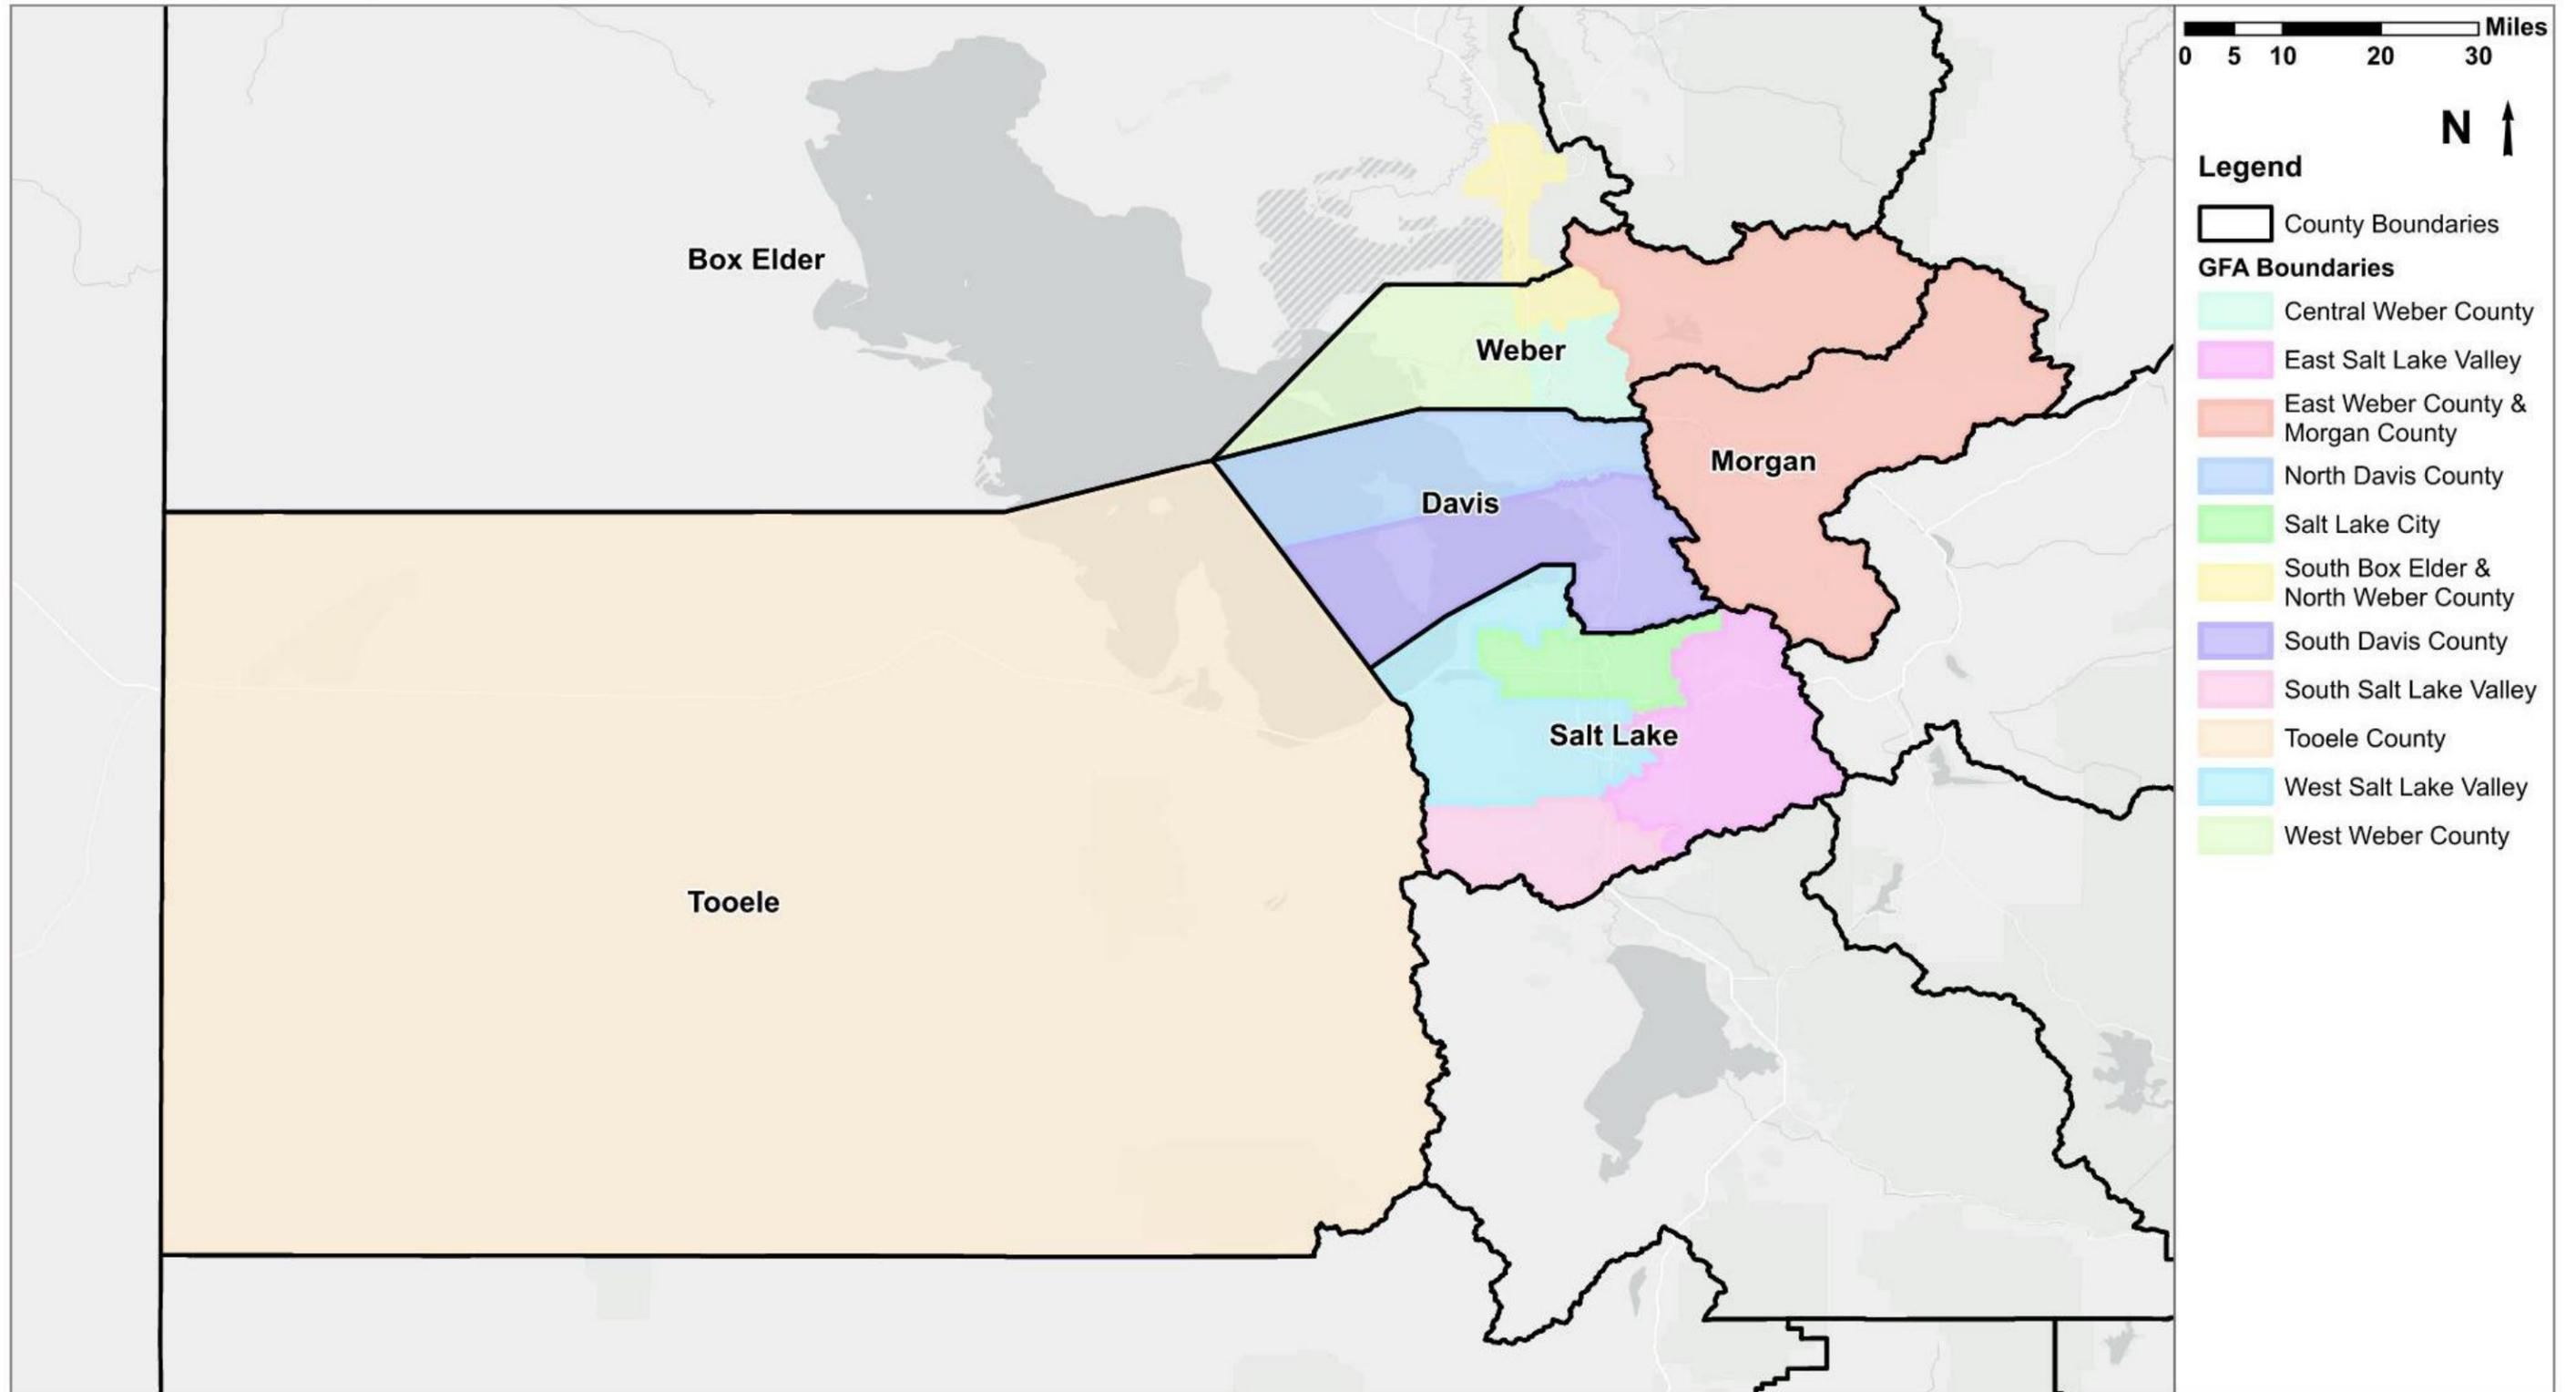 Box Elder
Weber
Morgan
Davis
Salt Lake
Tooele
Miles
0 5 10 20 30
N
Legend
County Boundaries
GFA Boundaries
Central Weber County
East Salt Lake Valley
East Weber County &
Morgan County
North Davis County
Salt Lake City
South Box Elder &
North Weber County
South Davis County
South Salt Lake Valley
Tooele County
West Salt Lake Valley
West Weber County